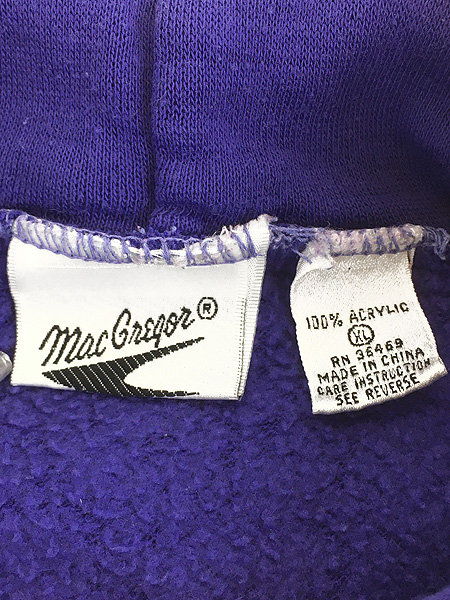 MacGregor®
100% ACRYLIC
XL
RN 36469
MADE IN CHINA
CARE INSTRUCTION
SEE REVERSE